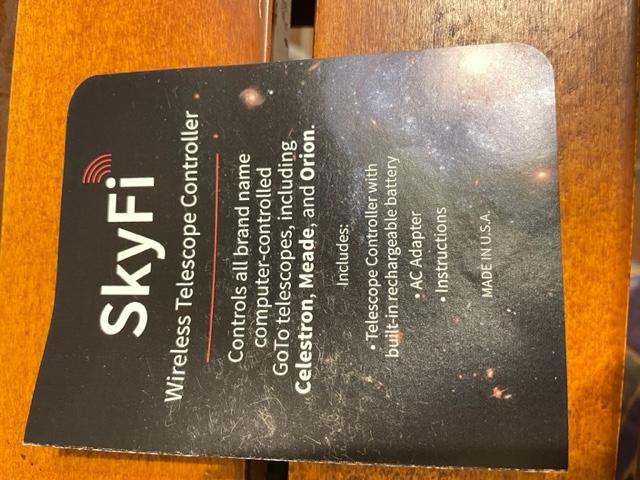 SkyFi
Wireless Telescope Controller
Controls all brand name
computer-controlled
GoTo telescopes, including
Celestron, Meade, and Orion.
Includes:
• Telescope Controller with
built-in rechargeable battery
• AC Adapter
• Instructions
MADE IN U.S.A.